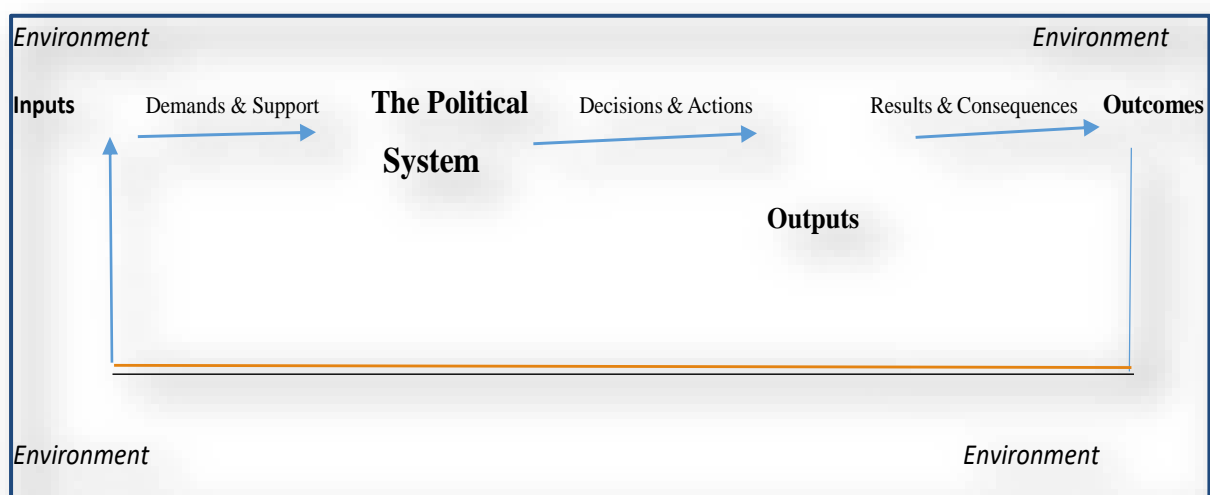 Environment Environment
Inputs Demands & Support The Political Decisions & Actions Results & Consequences Outcomes
System
Outputs
Environment Environment